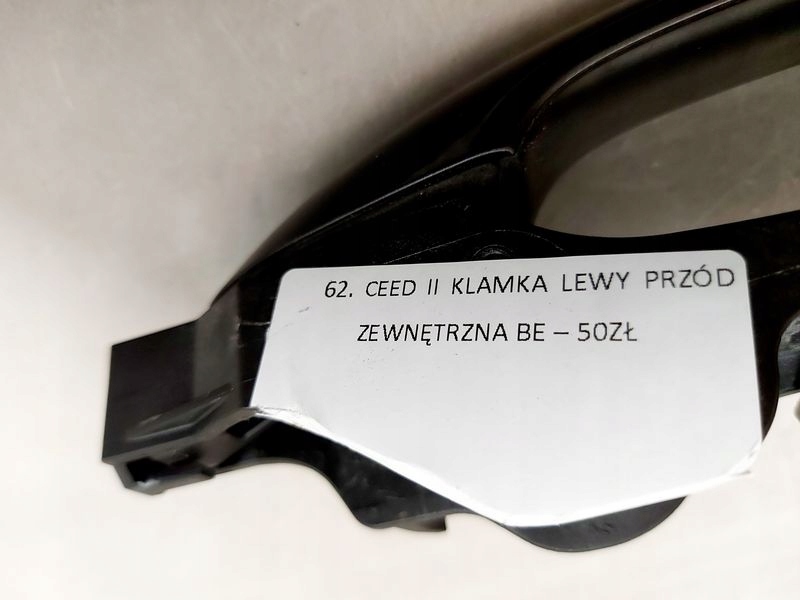 62. CEED II KLAMKA LEWY PRZÓD
ZEWNĘTRZNA BE – 50ZŁ